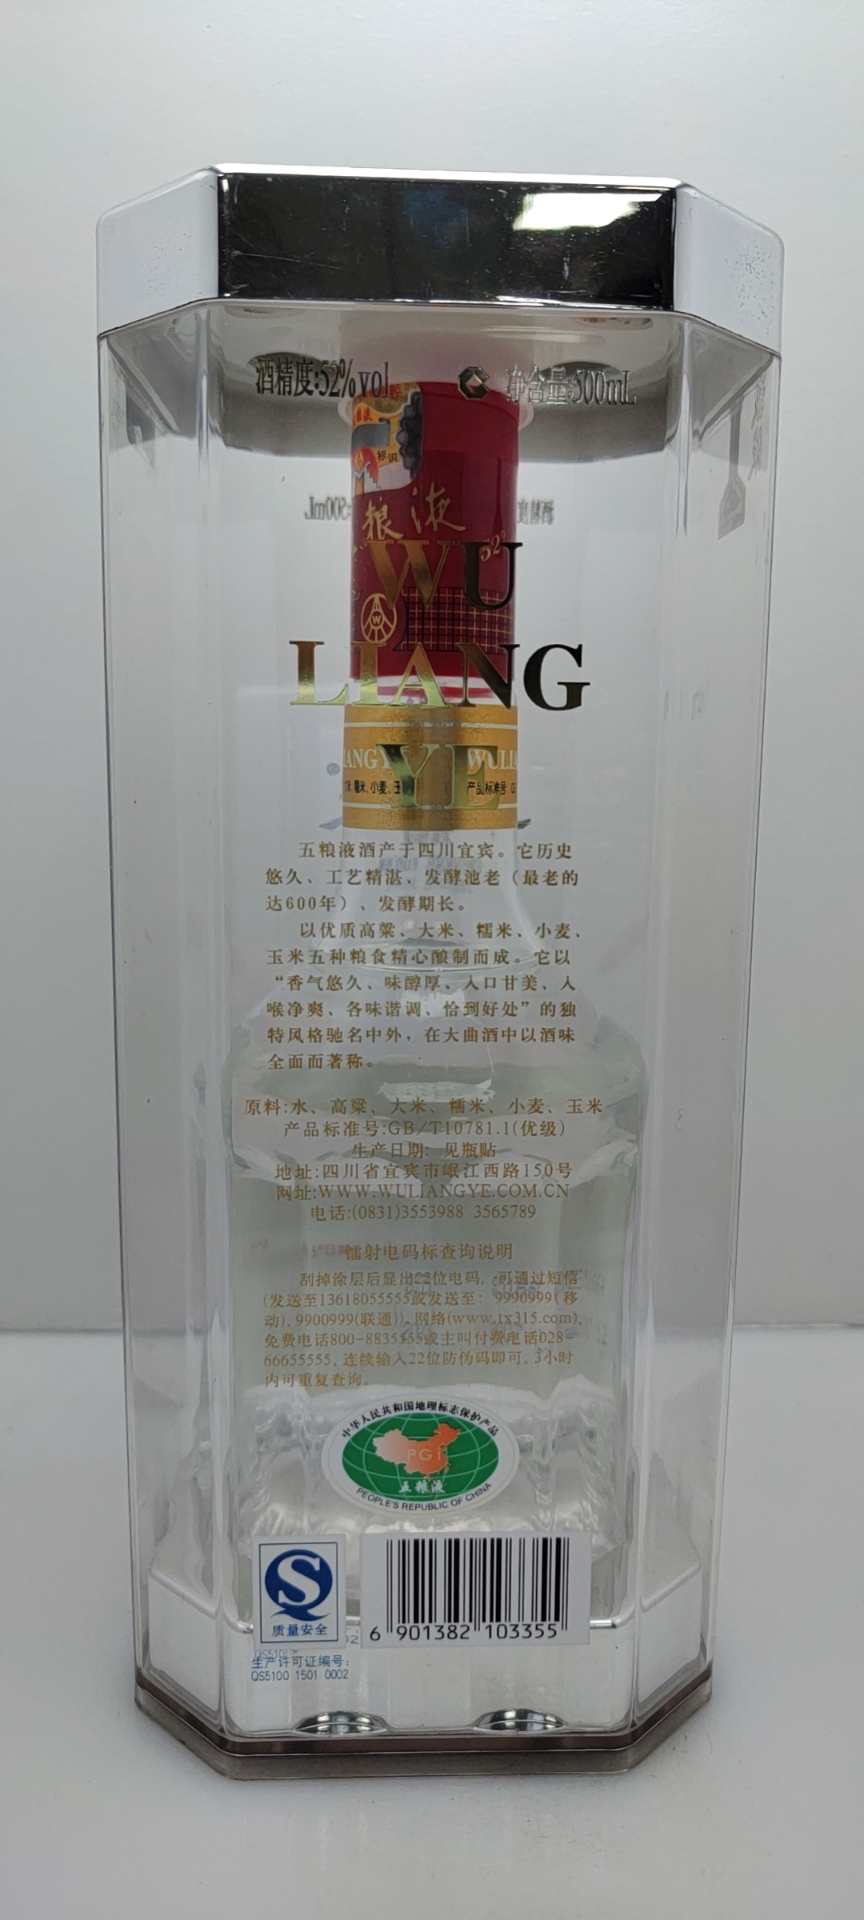 酒精度:52%vol 净含量:500mL
标识
粮液
52°
WU
LIANG
YE
WULIA
糯米、小麦、玉
产品标准号 G
五粮液酒产于四川宜宾。它历史
悠久、工艺精湛、发酵池老（最老的
达600年）、发酵期长。
以优质高粱、大米、糯米、小麦、
玉米五种粮食精心酿制而成。它以
“香气悠久、味醇厚、入口甘美、入
喉净爽、各味谐调、恰到好处”的独
特风格驰名中外，在大曲酒中以酒味
全面而著称。
原料:水、高粱、大米、糯米、小麦、玉米
产品标准号:GB/T10781.1(优级)
生产日期: 见瓶贴
地址:四川省宜宾市岷江西路150号
网址:WWW.WULIANGYE.COM.CN
电话:(0831)3553988 3565789
镭射电码标查询说明
刮掉涂层后显出22位电码，可通过短信
(发送至13618055555或发送至: 9990999(移
动), 9900999(联通))、网络(www.tx315.com)、
免费电话800-8835555或主叫付费电话028-
66655555, 连续输入22位防伪码即可, 3小时
内可重复查询。
中华人民共和国地理标志保护产品
PGI
五粮液
PEOPLE'S REPUBLIC OF CHINA
质量安全
6 901382 103355
生产许可证编号:
QS5100 1501 0002